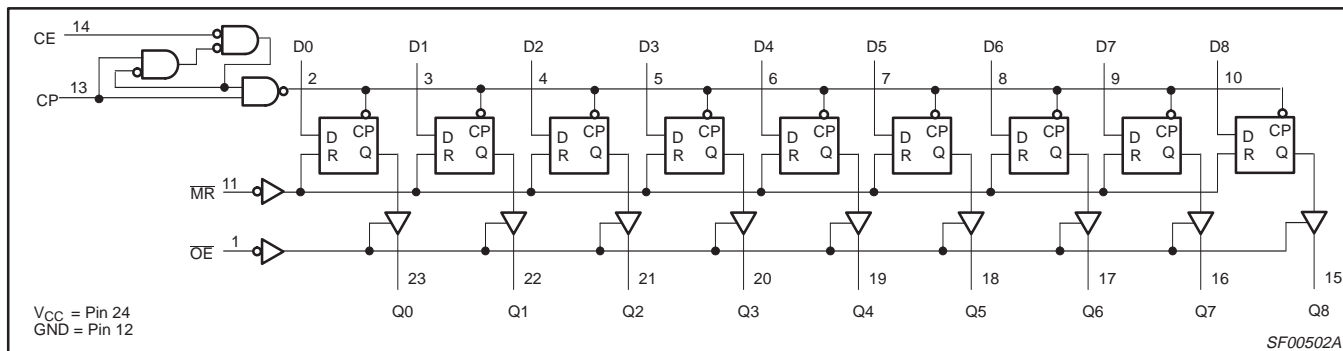 CE 14
CP 13
D0 D1 D2 D3 D4 D5 D6 D7 D8
2 3 4 5 6 7 8 9 10
D CP D CP D CP D CP D CP D CP D CP D CP D CP
R Q R Q R Q R Q R Q R Q R Q R Q R Q
MR 11
OE 1
23 22 21 20 19 18 17 16 15
Q0 Q1 Q2 Q3 Q4 Q5 Q6 Q7 Q8
VCC = Pin 24
GND = Pin 12
SF00502A